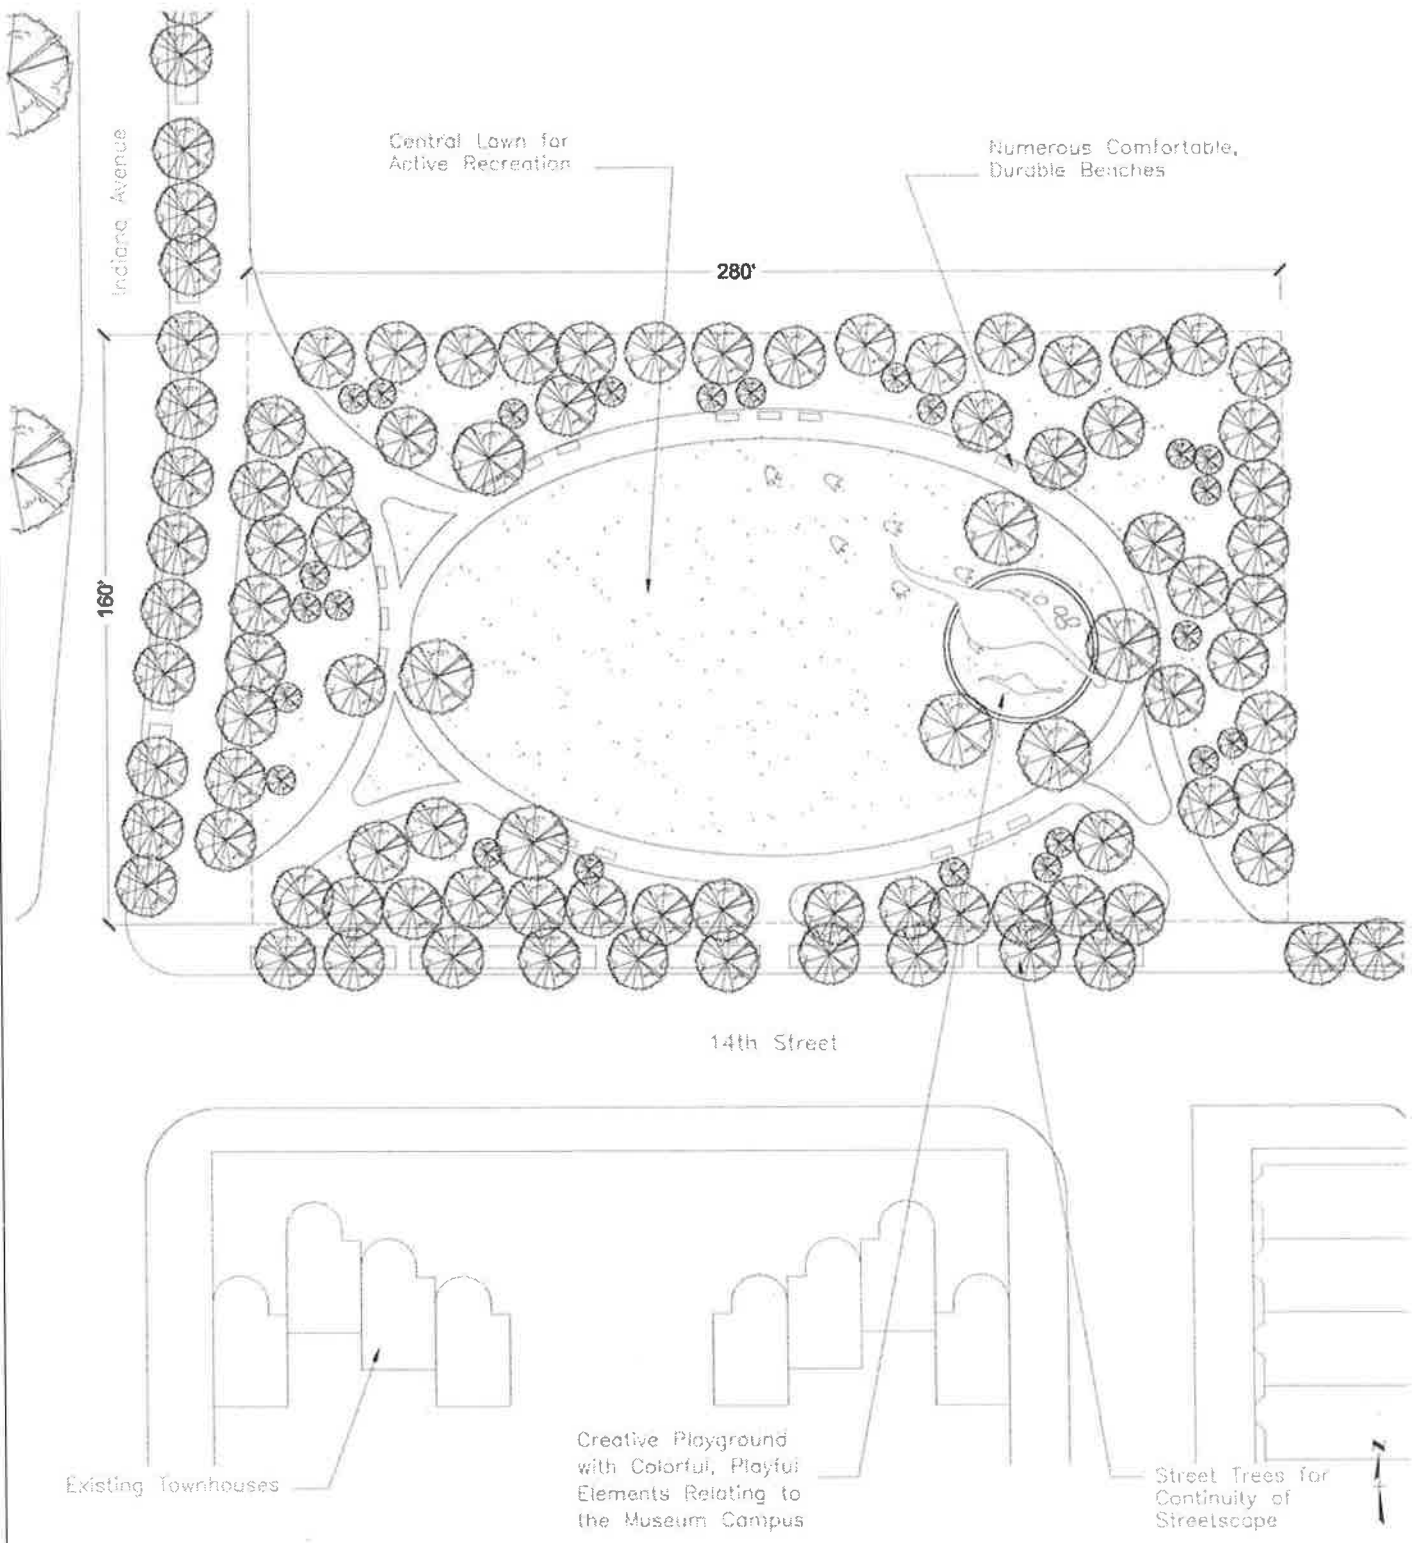 Central Lawn for
Active Recreation
Numerous Comfortable,
Durable Benches
Indiana Avenue
280'
160'
14th Street
Existing Townhouses
Creative Playground
with Colorful, Playful
Elements Relating to
the Museum Campus
Street Trees for
Continuity of
Streetscape
N